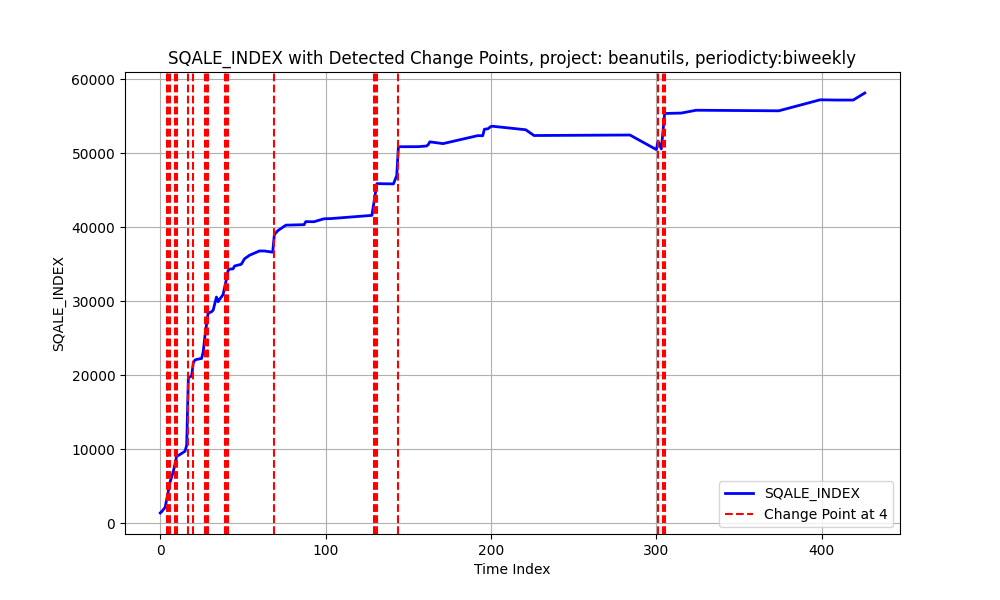 SQALE_INDEX with Detected Change Points, project: beanutils, periodicty:biweekly
60000
50000
40000
30000
20000
10000
0
SQALE_INDEX
0 100 200 300 400
Time Index
SQALE_INDEX
Change Point at 4